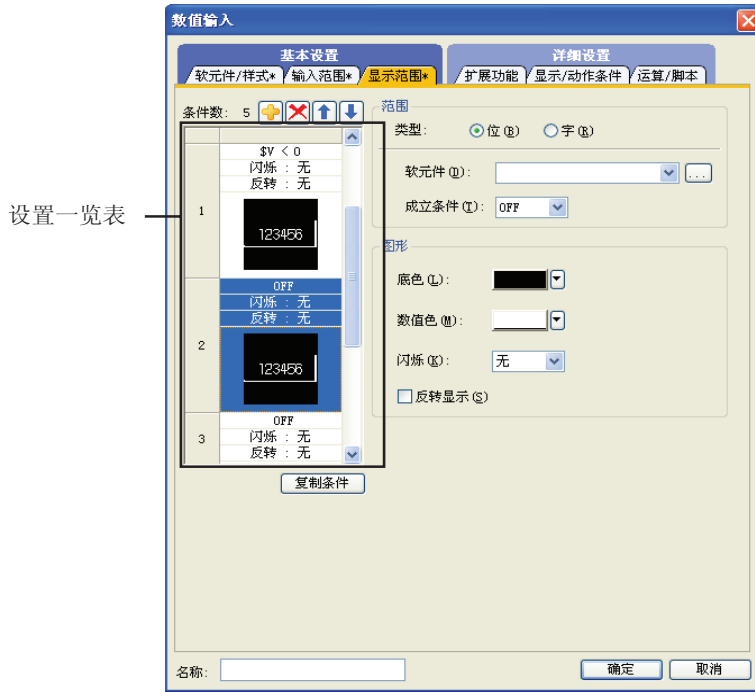 数值输入
基本设置
详细设置
软元件/样式*
输入范围*
显示范围*
扩展功能
显示/动作条件
运算/脚本
条件数: 5
设置一览表
1
$V < 0
闪烁 : 无
反转 : 无
123456
2
OFF
闪烁 : 无
反转 : 无
123456
3
OFF
闪烁 : 无
反转 : 无
复制条件
范围
类型: 位(B) 字(R)
软元件(D): ...
成立条件(T): OFF
图形
底色(L):
数值色(M):
闪烁(K): 无
反转显示(S)
名称:
确定
取消